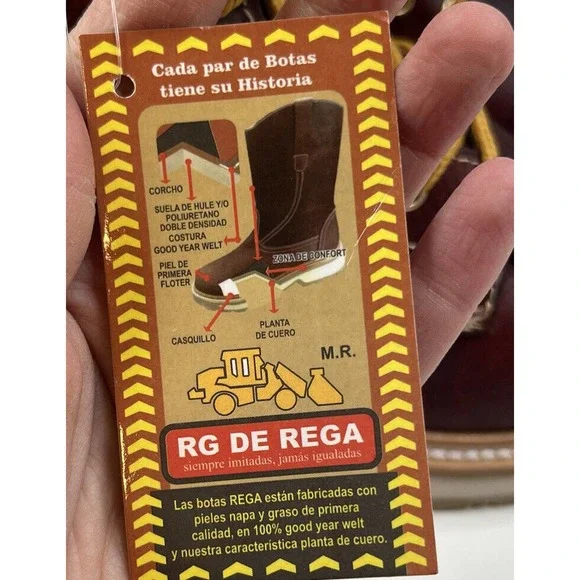 Cada par de Botas
tiene su Historia
CORCHO
SUELA DE HULE Y/O
POLIURETANO
DOBLE DENSIDAD
COSTURA
GOOD YEAR WELT
ZONA DE CONFORT
PIEL DE
PRIMERA
FLOTER
CASQUILLO
PLANTA
DE CUERO
M.R.
RG DE REGA
siempre imitadas, jamás igualadas
Las botas REGA están fabricadas con
pieles napa y graso de primera
calidad, en 100% good year welt
y nuestra característica planta de cuero.